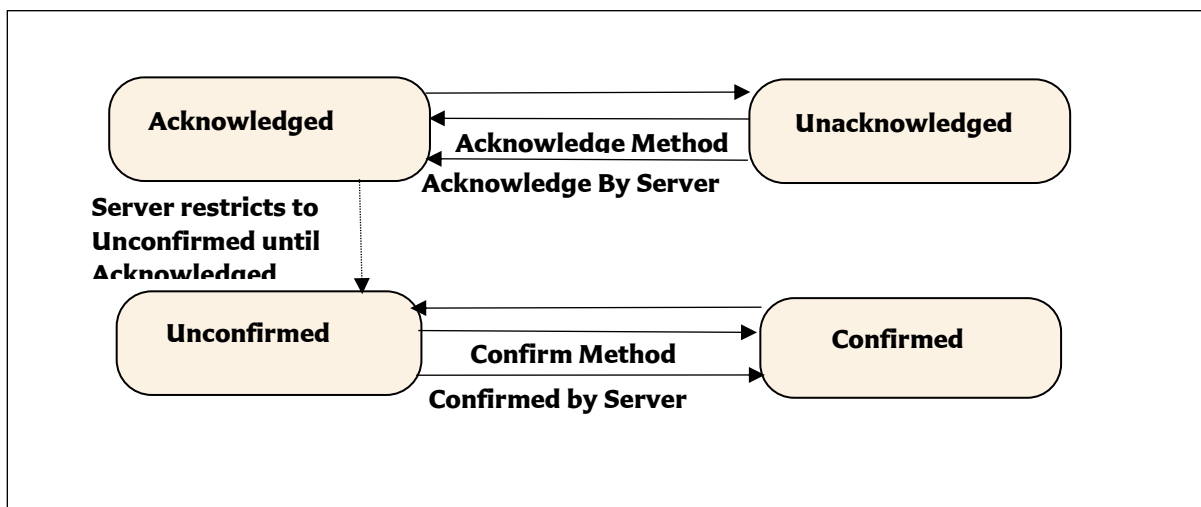 Acknowledged
Unacknowledged
Acknowledge Method
Acknowledge By Server
Server restricts to
Unconfirmed until
Acknowledged
Unconfirmed
Confirmed
Confirm Method
Confirmed by Server